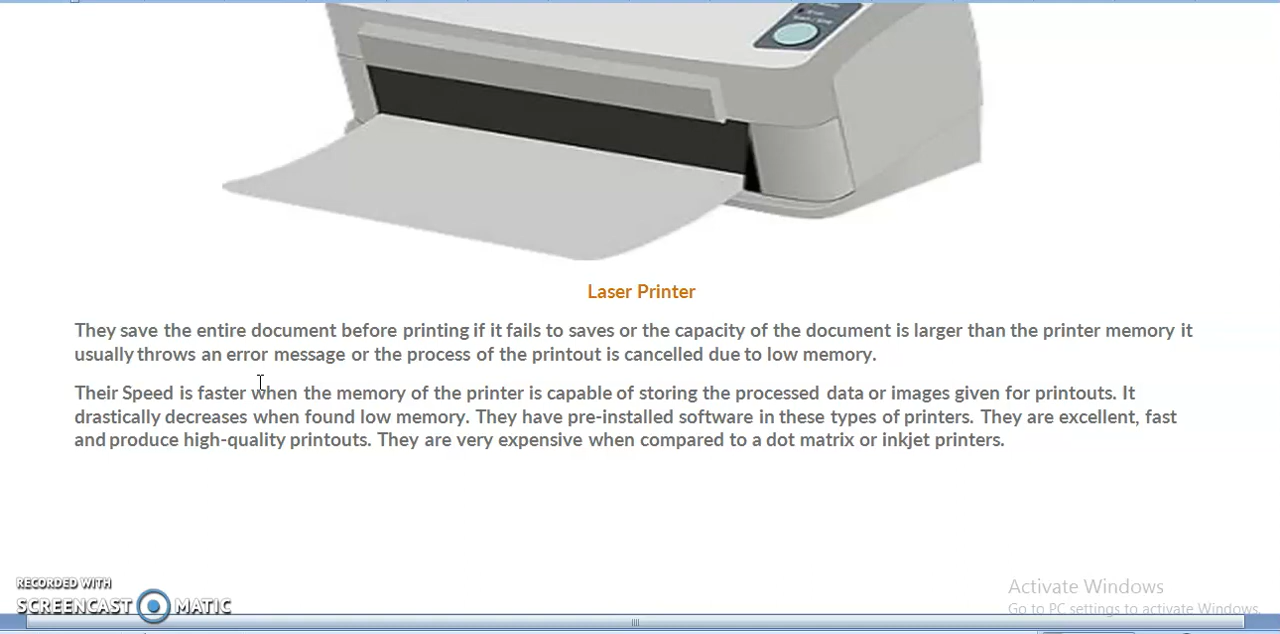 Laser Printer
They save the entire document before printing if it fails to saves or the capacity of the document is larger than the printer memory it
usually throws an error message or the process of the printout is cancelled due to low memory.
Their Speed is faster when the memory of the printer is capable of storing the processed data or images given for printouts. It
drastically decreases when found low memory. They have pre-installed software in these types of printers. They are excellent, fast
and produce high-quality printouts. They are very expensive when compared to a dot matrix or inkjet printers.
RECORDED WITH
SCREENCAST MATIC
Activate Windows
Go to PC settings to activate Windows.